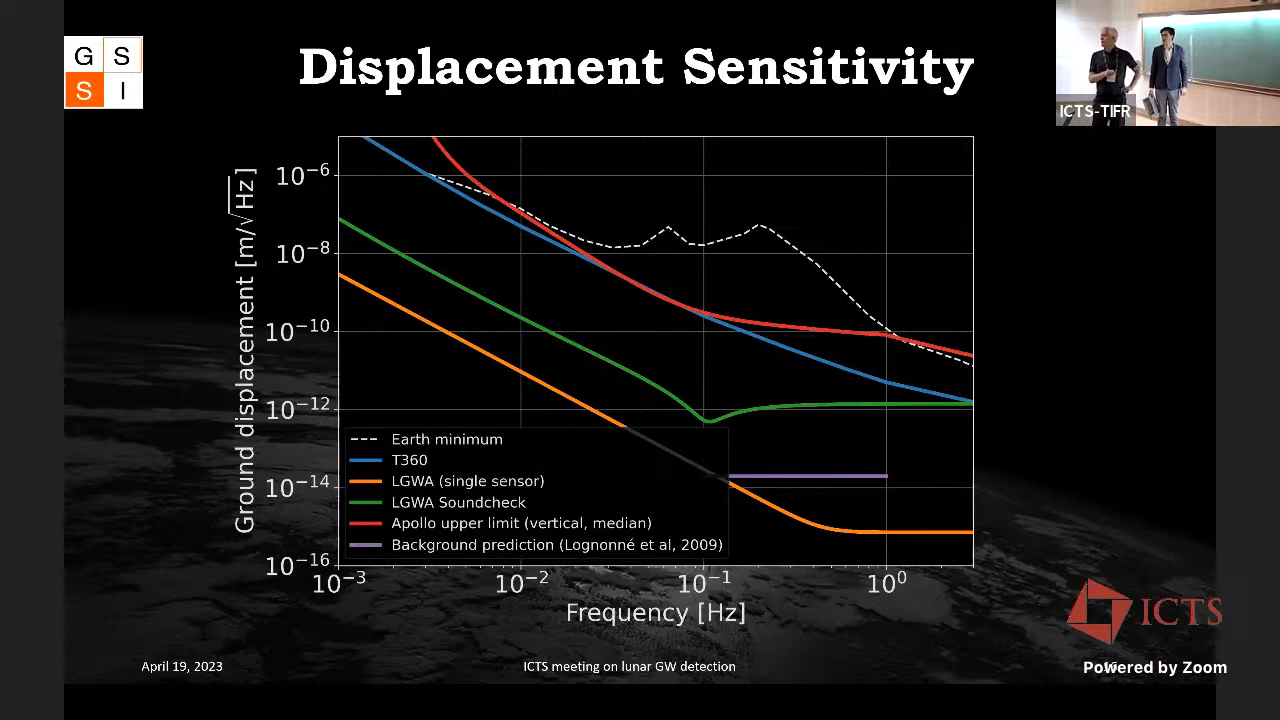 G S
S I
Displacement Sensitivity
ICTS-TIFR
Ground displacement [m/√Hz]
10⁻⁶
10⁻⁸
10⁻¹⁰
10⁻¹²
10⁻¹⁴
10⁻¹⁶
Earth minimum
T360
LGWA (single sensor)
LGWA Soundcheck
Apollo upper limit (vertical, median)
Background prediction (Lognonné et al, 2009)
10⁻³ 10⁻² 10⁻¹ 10⁰
Frequency [Hz]
ICTS
April 19, 2023
ICTS meeting on lunar GW detection
Powered by Zoom